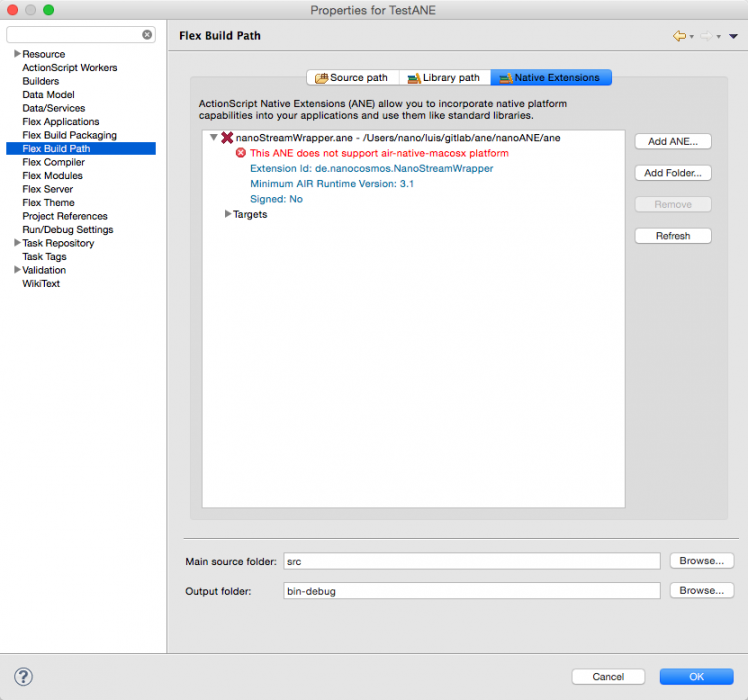 Properties for TestANE
Flex Build Path
Resource
ActionScript Workers
Builders
Data Model
Data/Services
Flex Applications
Flex Build Packaging
Flex Build Path
Flex Compiler
Flex Modules
Flex Server
Flex Theme
Project References
Run/Debug Settings
Task Repository
Task Tags
Validation
WikiText
Source path
Library path
Native Extensions
ActionScript Native Extensions (ANE) allow you to incorporate native platform
capabilities into your applications and use them like standard libraries.
nanoStreamWrapper.ane - /Users/nano/luis/gitlab/ane/nanoANE/ane
This ANE does not support air-native-macosx platform
Extension Id: de.nanocosmos.NanoStreamWrapper
Minimum AIR Runtime Version: 3.1
Signed: No
Targets
Add ANE...
Add Folder...
Remove
Refresh
Main source folder:
src
Browse...
Output folder:
bin-debug
Browse...
?
Cancel
OK